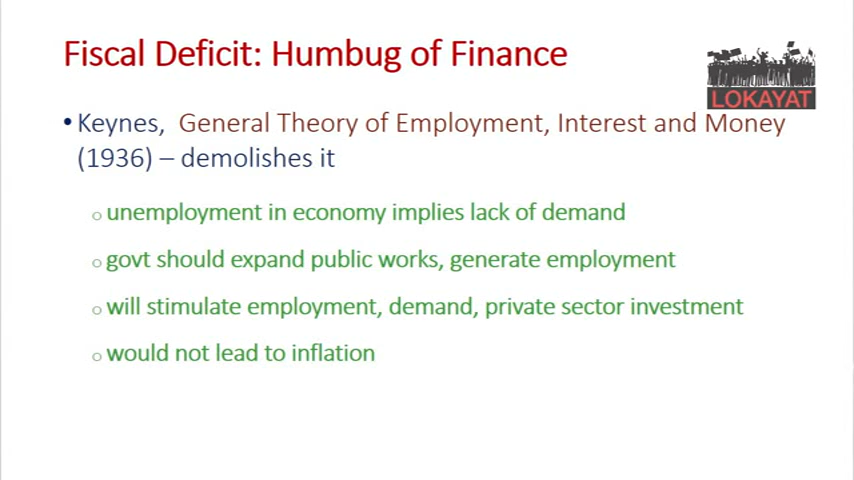 Fiscal Deficit: Humbug of Finance
LOKAYAT
• Keynes, General Theory of Employment, Interest and Money
(1936) – demolishes it
o unemployment in economy implies lack of demand
o govt should expand public works, generate employment
o will stimulate employment, demand, private sector investment
o would not lead to inflation